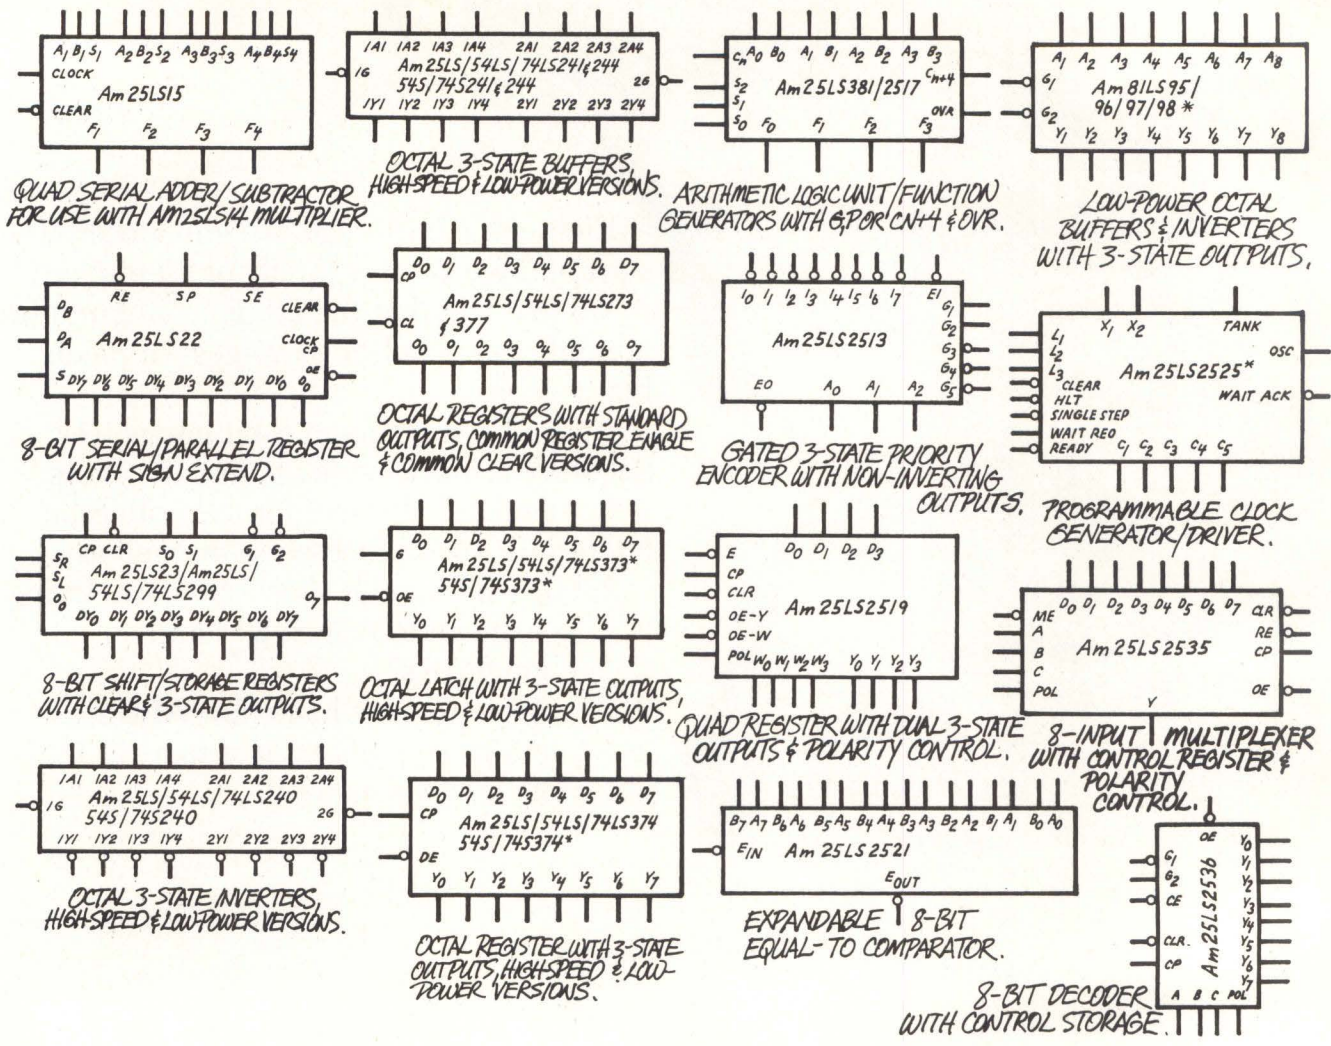 A1 B1 S1 A2 B2 S2 A3 B3 S3 A4 B4 S4
CLOCK
Am 25LS15
CLEAR
F1 F2 F3 F4
QUAD SERIAL ADDER/SUBTRACTOR
FOR USE WITH AM25LS14 MULTIPLIER.
1A1 1A2 1A3 1A4 2A1 2A2 2A3 2A4
Am 25LS/54LS/74LS241&244
1G 54S/74S241&244 2G
1Y1 1Y2 1Y3 1Y4 2Y1 2Y2 2Y3 2Y4
OCTAL 3-STATE BUFFERS,
HIGH-SPEED & LOW-POWER VERSIONS.
Cn A0 B0 A1 B1 A2 B2 A3 B3
S2 Am25LS381/2517 Cn+4
S1
S0 OVR
F0 F1 F2 F3
ARITHMETIC LOGIC UNIT/FUNCTION
GENERATORS WITH G,P OR CN+4 & OVR.
A1 A2 A3 A4 A5 A6 A7 A8
G1 Am 81LS95/
G2 96/97/98 *
Y1 Y2 Y3 Y4 Y5 Y6 Y7 Y8
LOW-POWER OCTAL
BUFFERS & INVERTERS
WITH 3-STATE OUTPUTS.
RE SP SE
DB CLEAR
DA Am 25LS22 CLOCK
CP
OE
S DY7 DY6 DY5 DY4 DY3 DY2 DY1 DY0 O0
8-BIT SERIAL/PARALLEL REGISTER
WITH SIGN EXTEND.
D0 D1 D2 D3 D4 D5 D6 D7
CP
Am 25LS/54LS/74LS273
CL & 377
O0 O1 O2 O3 O4 O5 O6 O7
OCTAL REGISTERS WITH STANDARD
OUTPUTS, COMMON REGISTER ENABLE
& COMMON CLEAR VERSIONS.
I0 I1 I2 I3 I4 I5 I6 I7 EI
G1
G2
Am 25LS2513
G3
G4
G5
EO A0 A1 A2
GATED 3-STATE PRIORITY
ENCODER WITH NON-INVERTING
OUTPUTS.
X1 X2 TANK
L1
L2 OSC
L3 Am 25LS2525*
CLEAR
HLT WAIT ACK
SINGLE STEP
WAIT REQ
READY C1 C2 C3 C4 C5
PROGRAMMABLE CLOCK
GENERATOR/DRIVER.
CP CLR S0 S1 G1 G2
SR
SL Am 25LS23/Am25LS/
O0 54LS/74LS299 O7
DY0 DY1 DY2 DY3 DY4 DY5 DY6 DY7
8-BIT SHIFT/STORAGE REGISTERS
WITH CLEAR & 3-STATE OUTPUTS.
D0 D1 D2 D3 D4 D5 D6 D7
G Am 25LS/54LS/74LS373*
OE 54S/74S373*
Y0 Y1 Y2 Y3 Y4 Y5 Y6 Y7
OCTAL LATCH WITH 3-STATE OUTPUTS,
HIGH-SPEED & LOW-POWER VERSIONS.
D0 D1 D2 D3
E
CP
CLR
Am 25LS2519
OE-Y
OE-W
POL W0 W1 W2 W3 Y0 Y1 Y2 Y3
QUAD REGISTER WITH DUAL 3-STATE
OUTPUTS & POLARITY CONTROL.
D0 D1 D2 D3 D4 D5 D6 D7
ME CLR
A RE
B Am 25LS2535 CP
C
POL OE
Y
8-INPUT MULTIPLEXER
WITH CONTROL REGISTER &
POLARITY
CONTROL.
1A1 1A2 1A3 1A4 2A1 2A2 2A3 2A4
Am 25LS/54LS/74LS240
1G 54S/74S240 2G
1Y1 1Y2 1Y3 1Y4 2Y1 2Y2 2Y3 2Y4
OCTAL 3-STATE INVERTERS,
HIGH-SPEED & LOW-POWER VERSIONS.
D0 D1 D2 D3 D4 D5 D6 D7
CP Am 25LS/54LS/74LS374
54S/74S374*
OE
Y0 Y1 Y2 Y3 Y4 Y5 Y6 Y7
OCTAL REGISTER WITH 3-STATE
OUTPUTS, HIGH-SPEED & LOW-
POWER VERSIONS.
B7 A7 B6 A6 B5 A5 B4 A4 B3 A3 B2 A2 B1 A1 B0 A0
EIN Am 25LS2521
EOUT
EXPANDABLE 8-BIT
EQUAL-TO COMPARATOR.
OE
G1
G2
CE
CLR.
CP
Am 25LS2536
Y0
Y1
Y2
Y3
Y4
Y5
Y6
Y7
A B C POL
8-BIT DECODER
WITH CONTROL STORAGE.